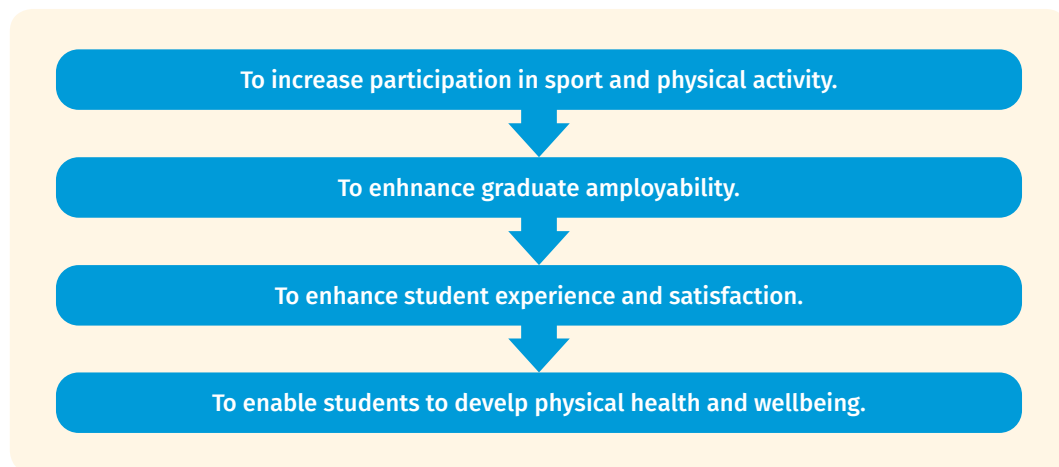 To increase participation in sport and physical activity.
To enhnance graduate amployability.
To enhance student experience and satisfaction.
To enable students to develp physical health and wellbeing.